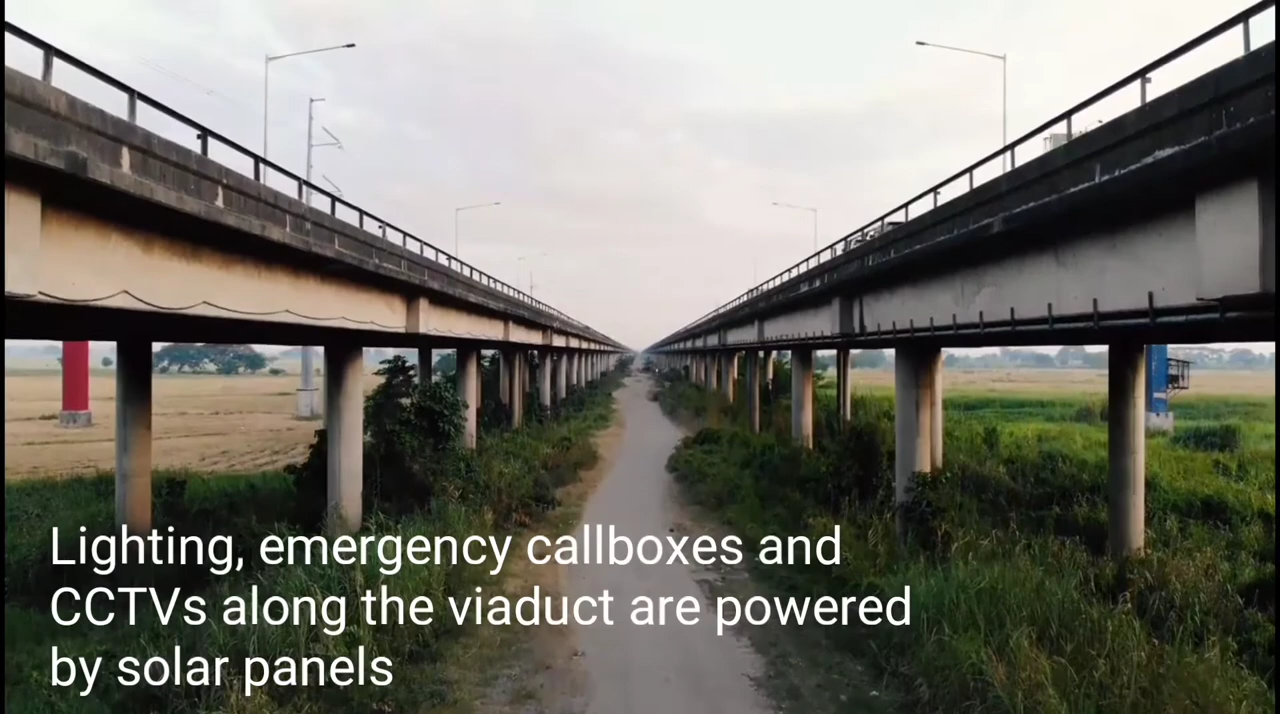 Lighting, emergency callboxes and
CCTVs along the viaduct are powered
by solar panels